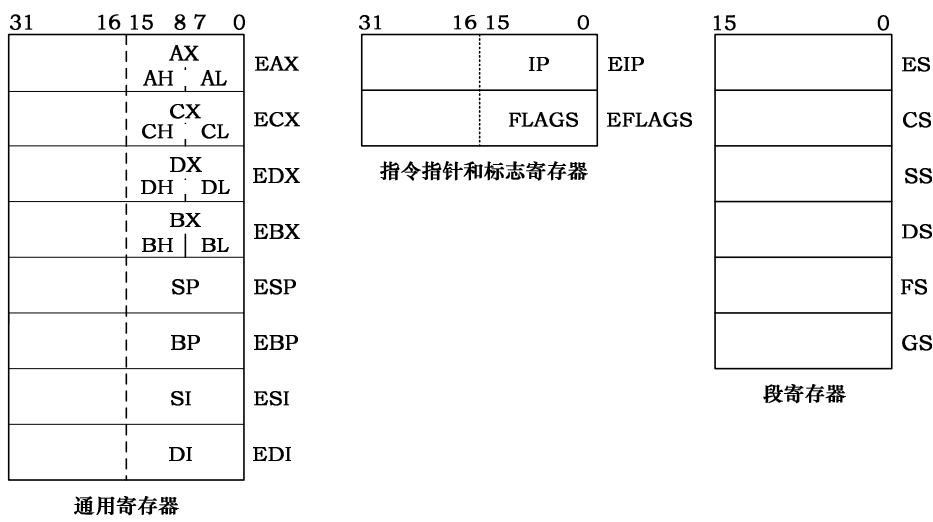 31 16 15 8 7 0
AX
AH AL EAX
CX
CH CL ECX
DX
DH DL EDX
BX
BH BL EBX
SP ESP
BP EBP
SI ESI
DI EDI
通用寄存器
31 16 15 0
IP EIP
FLAGS EFLAGS
指令指针和标志寄存器
15 0
ES
CS
SS
DS
FS
GS
段寄存器